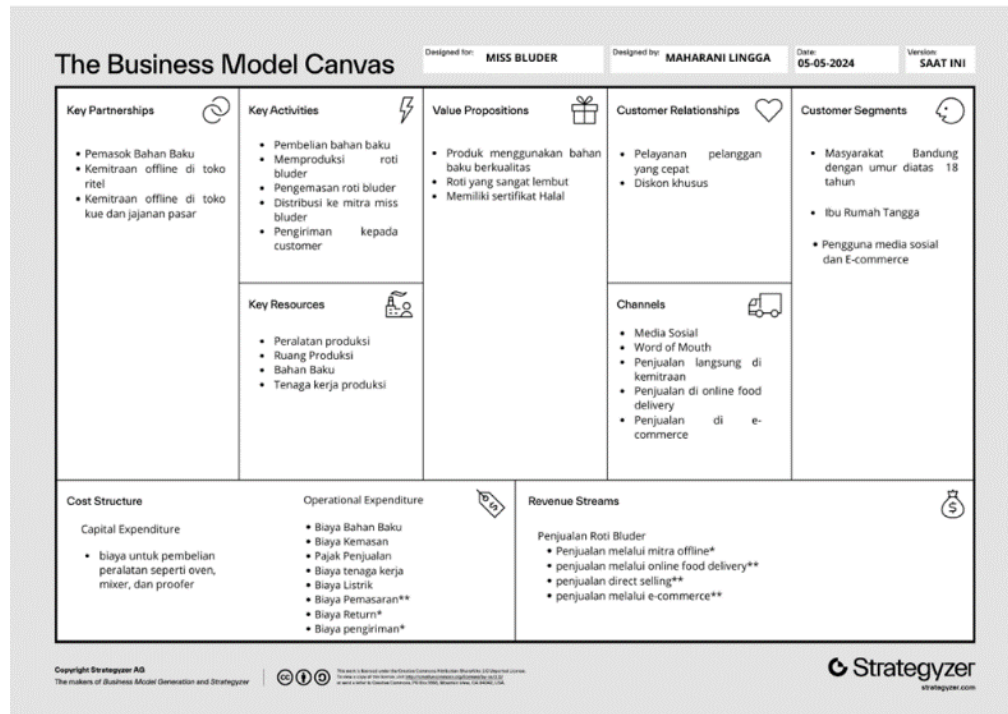 The Business Model Canvas
Designed for:
MISS BLUDER
Designed by:
MAHARANI LINGGA
Date:
05-05-2024
Version:
SAAT INI
Key Partnerships
• Pemasok Bahan Baku
• Kemitraan offline di toko
ritel
• Kemitraan offline di toko
kue dan jajanan pasar
Key Activities
• Pembelian bahan baku
• Memproduksi roti
bluder
• Pengemasan roti bluder
• Distribusi ke mitra miss
bluder
• Pengiriman kepada
customer
Key Resources
• Peralatan produksi
• Ruang Produksi
• Bahan Baku
• Tenaga kerja produksi
Value Propositions
• Produk menggunakan bahan
baku berkualitas
• Roti yang sangat lembut
• Memiliki sertifikat Halal
Customer Relationships
• Pelayanan pelanggan
yang cepat
• Diskon khusus
Channels
• Media Sosial
• Word of Mouth
• Penjualan langsung di
kemitraan
• Penjualan di online food
delivery
• Penjualan di e-
commerce
Customer Segments
• Masyarakat Bandung
dengan umur diatas 18
tahun
• Ibu Rumah Tangga
• Pengguna media sosial
dan E-commerce
Cost Structure
Capital Expenditure
• biaya untuk pembelian
peralatan seperti oven,
mixer, dan proofer
Operational Expenditure
• Biaya Bahan Baku
• Biaya Kemasan
• Pajak Penjualan
• Biaya tenaga kerja
• Biaya Listrik
• Biaya Pemasaran**
• Biaya Return*
• Biaya pengiriman*
Revenue Streams
Penjualan Roti Bluder
• Penjualan melalui mitra offline*
• penjualan melalui online food delivery**
• penjualan direct selling**
• penjualan melalui e-commerce**
Copyright Strategyzer AG
The makers of Business Model Generation and Strategyzer
Strategyzer
strategyzer.com